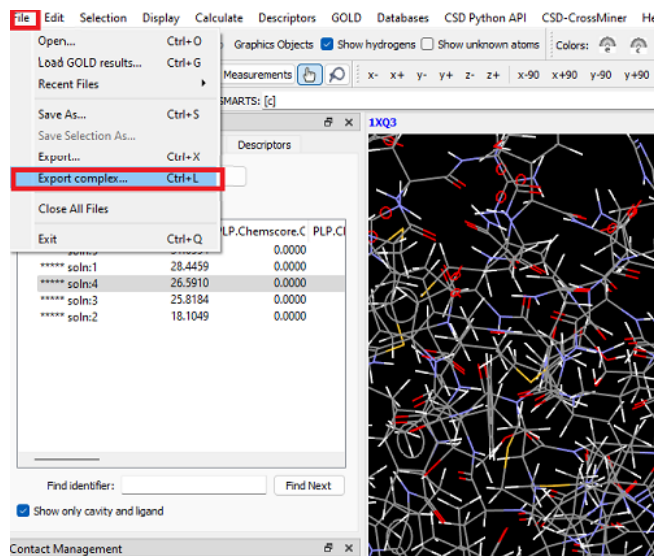 File Edit Selection Display Calculate Descriptors GOLD Databases CSD Python API CSD-CrossMiner
Open... Ctrl+O
Graphics Objects Show hydrogens Show unknown atoms Colors:
Load GOLD results... Ctrl+G
Measurements x- x+ y- y+ z- z+ x-90 x+90 y-90 y+90
Recent Files
SMARTS: [c]
Save As... Ctrl+S
1XQ3
Save Selection As...
Descriptors
Export... Ctrl+X
Export complex... Ctrl+L
Close All Files
PLP.Chemscore.C PLP.Cl
Exit Ctrl+Q
0.0000
***** soln:1 28.4459 0.0000
***** soln:4 26.5910 0.0000
***** soln:3 25.8184 0.0000
***** soln:2 18.1049 0.0000
Find identifier: Find Next
Show only cavity and ligand
Contact Management